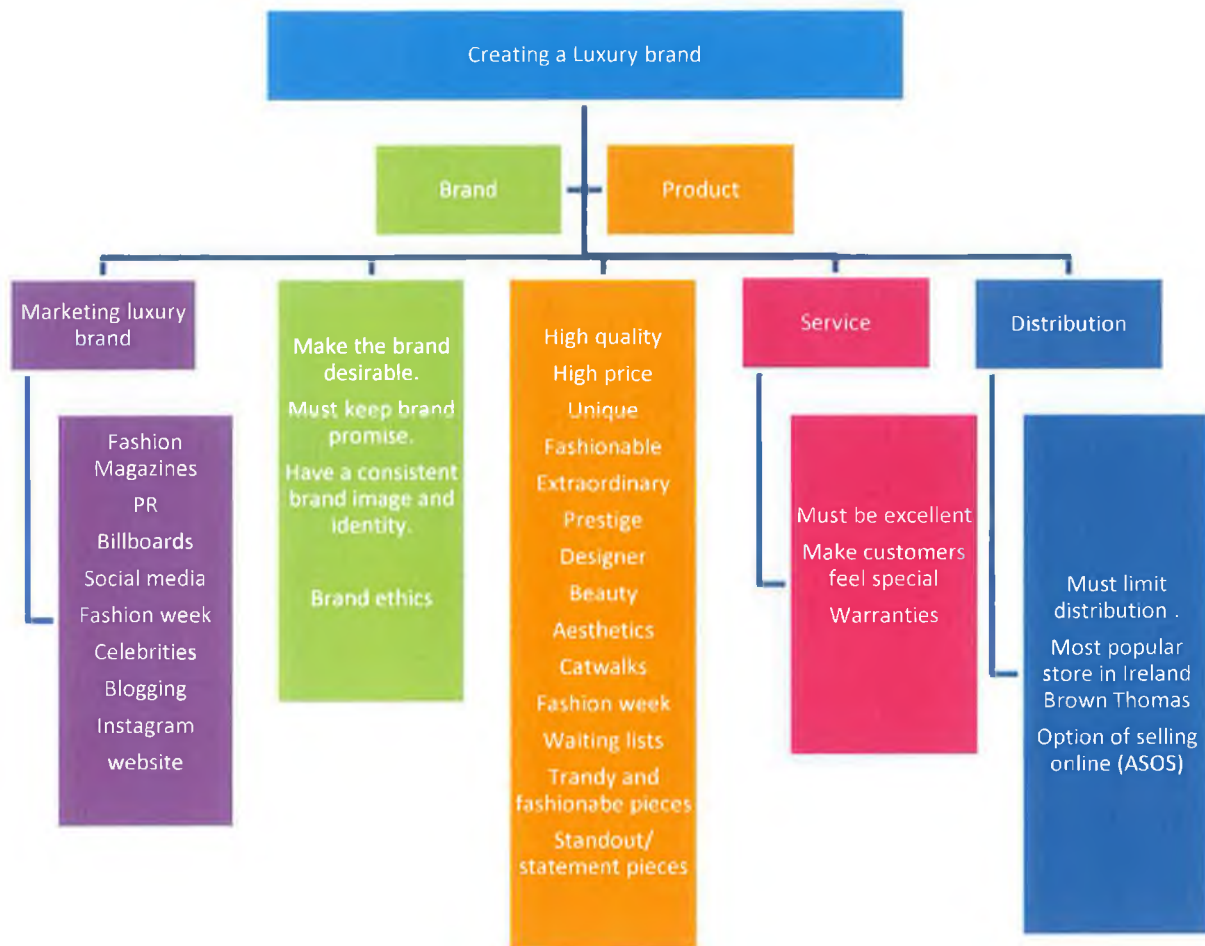 Creating a Luxury brand
Brand
Product
Marketing luxury
brand
Fashion
Magazines
PR
Billboards
Social media
Fashion week
Celebrities
Blogging
Instagram
website
Make the brand
desirable.
Must keep brand
promise.
Have a consistent
brand image and
identity.
Brand ethics
High quality
High price
Unique
Fashionable
Extraordinary
Prestige
Designer
Beauty
Aesthetics
Catwalks
Fashion week
Waiting lists
Trandy and
fashionabe pieces
Standout/
statement pieces
Service
Must be excellent
Make customers
feel special
Warranties
Distribution
Must limit
distribution .
Most popular
store in Ireland
Brown Thomas
Option of selling
online (ASOS)